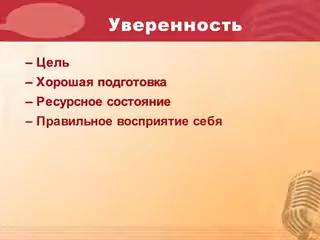 Уверенность
– Цель
– Хорошая подготовка
– Ресурсное состояние
– Правильное восприятие себя